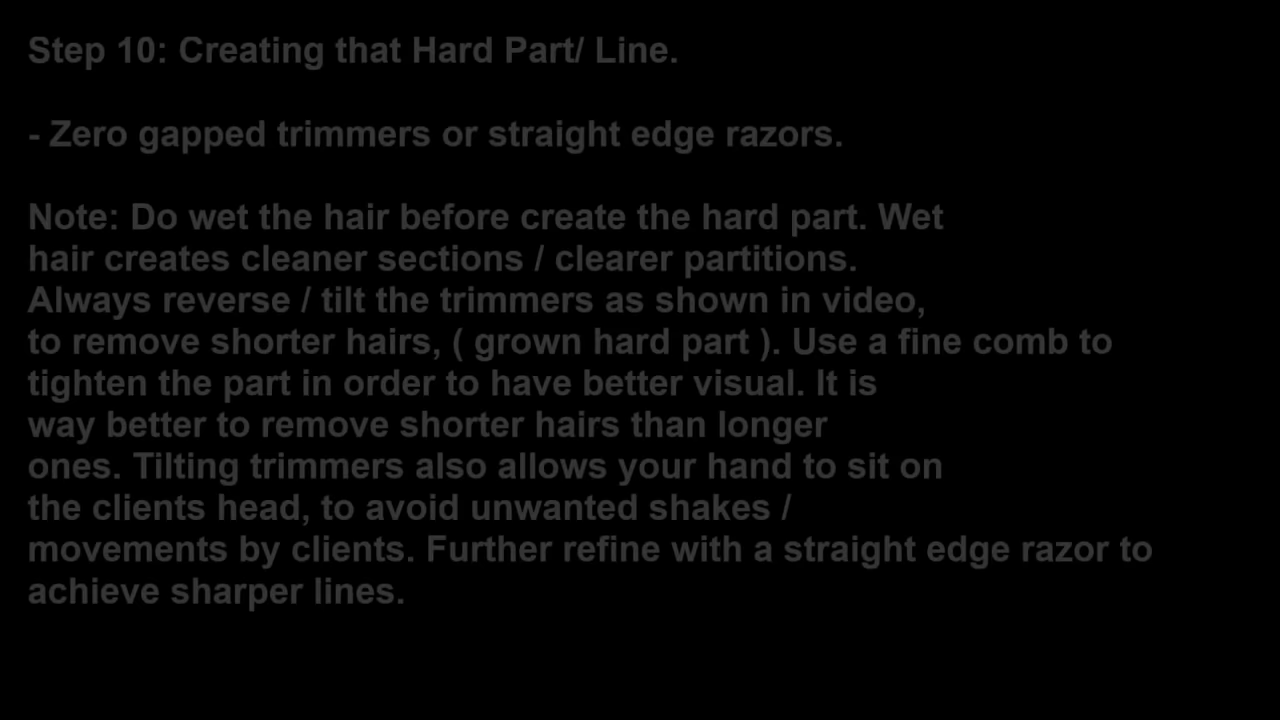 Step 10: Creating that Hard Part/ Line.
- Zero gapped trimmers or straight edge razors.
Note: Do wet the hair before create the hard part. Wet
hair creates cleaner sections / clearer partitions.
Always reverse / tilt the trimmers as shown in video,
to remove shorter hairs, ( grown hard part ). Use a fine comb to
tighten the part in order to have better visual. It is
way better to remove shorter hairs than longer
ones. Tilting trimmers also allows your hand to sit on
the clients head, to avoid unwanted shakes /
movements by clients. Further refine with a straight edge razor to
achieve sharper lines.